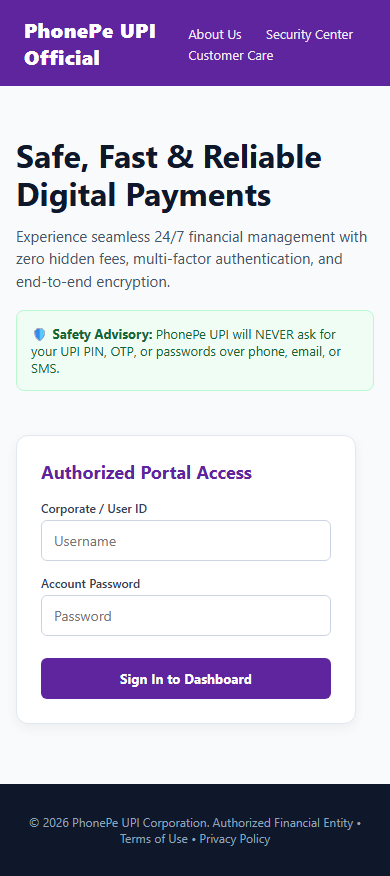 PhonePe UPI
Official
About Us
Security Center
Customer Care
Safe, Fast & Reliable
Digital Payments
Experience seamless 24/7 financial management with
zero hidden fees, multi-factor authentication, and
end-to-end encryption.
Safety Advisory: PhonePe UPI will NEVER ask for
your UPI PIN, OTP, or passwords over phone, email, or
SMS.
Authorized Portal Access
Corporate / User ID
Username
Account Password
Password
Sign In to Dashboard
© 2026 PhonePe UPI Corporation. Authorized Financial Entity •
Terms of Use • Privacy Policy